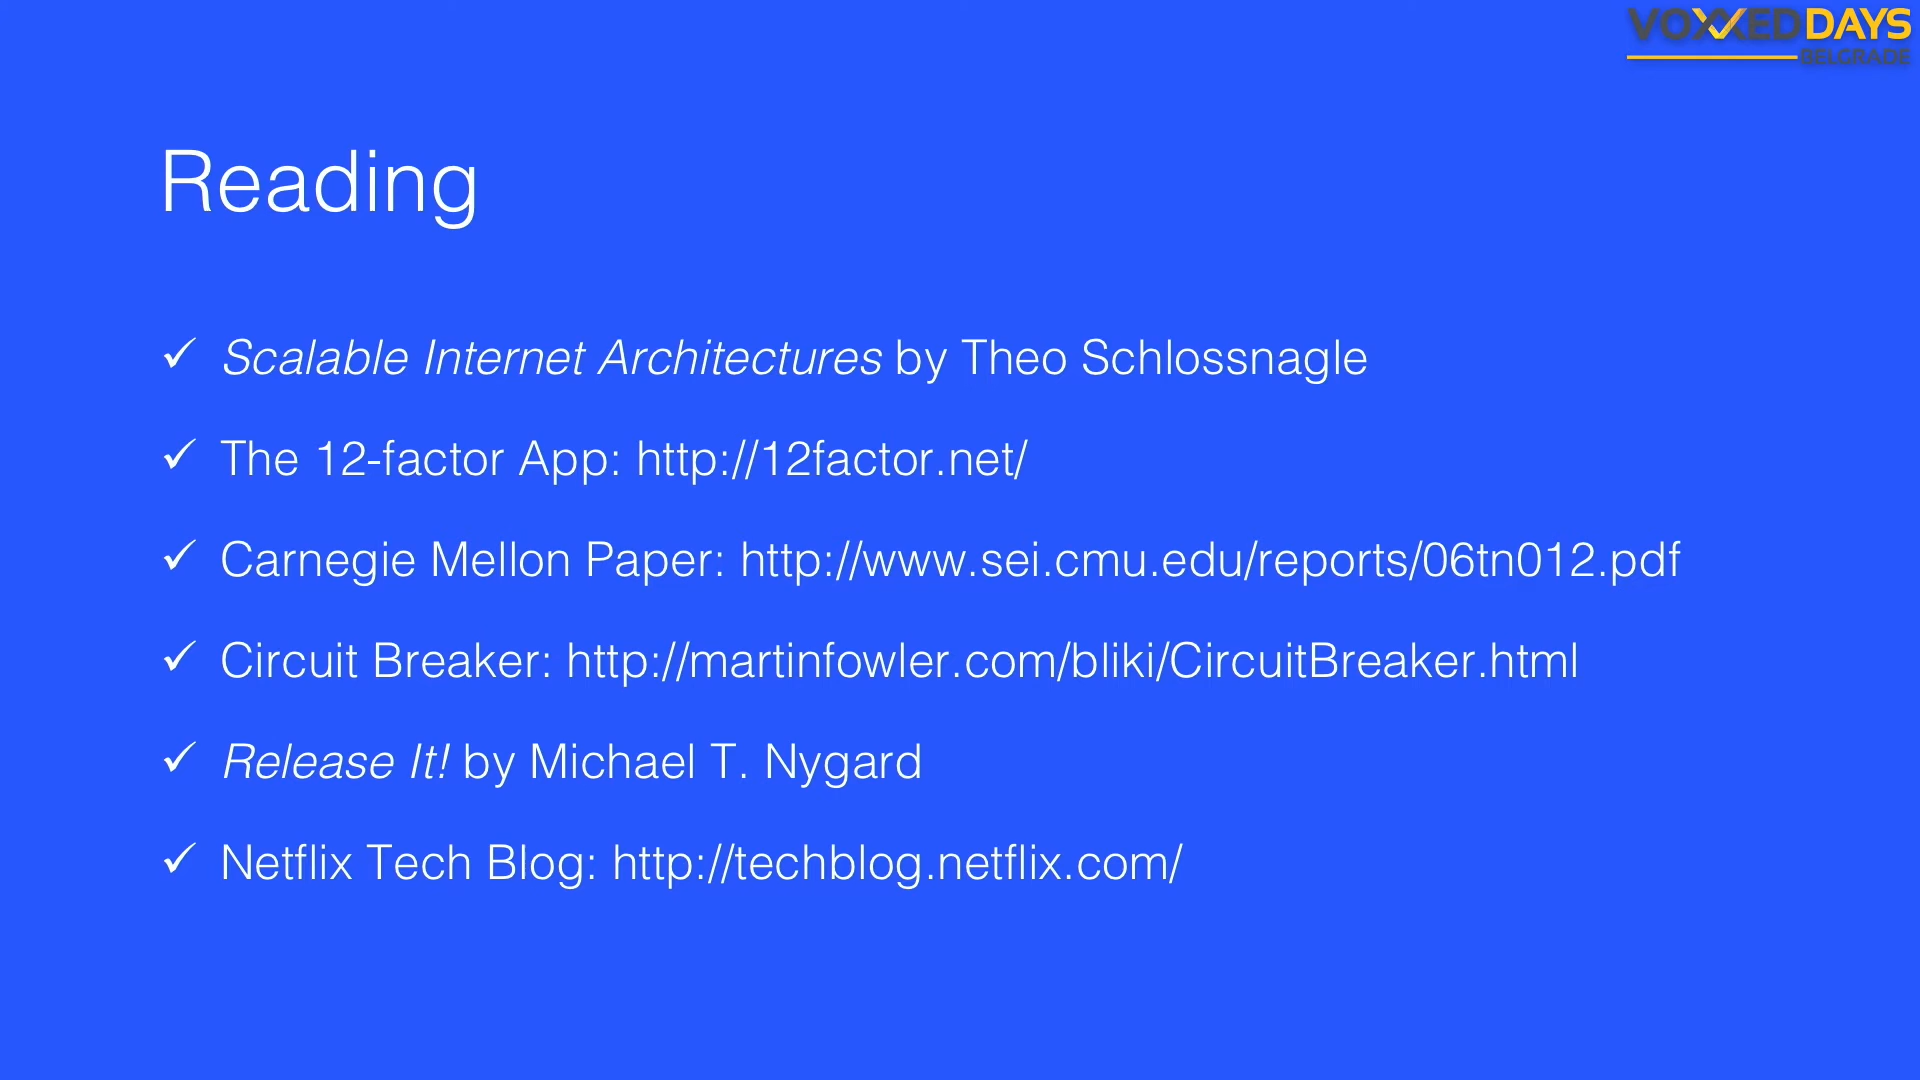 VOXXED DAYS
BELGRADE
Reading
✓ Scalable Internet Architectures by Theo Schlossnagle
✓ The 12-factor App: http://12factor.net/
✓ Carnegie Mellon Paper: http://www.sei.cmu.edu/reports/06tn012.pdf
✓ Circuit Breaker: http://martinfowler.com/bliki/CircuitBreaker.html
✓ Release It! by Michael T. Nygard
✓ Netflix Tech Blog: http://techblog.netflix.com/